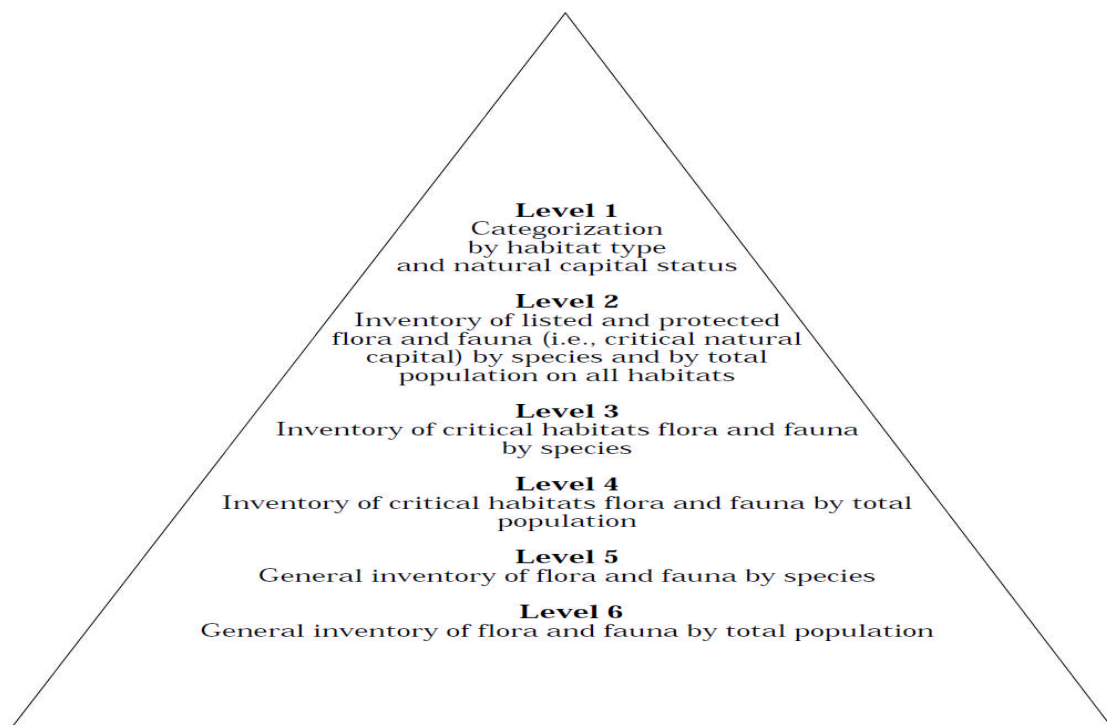 Level 1
Categorization
by habitat type
and natural capital status
Level 2
Inventory of listed and protected
flora and fauna (i.e., critical natural
capital) by species and by total
population on all habitats
Level 3
Inventory of critical habitats flora and fauna
by species
Level 4
Inventory of critical habitats flora and fauna by total
population
Level 5
General inventory of flora and fauna by species
Level 6
General inventory of flora and fauna by total population